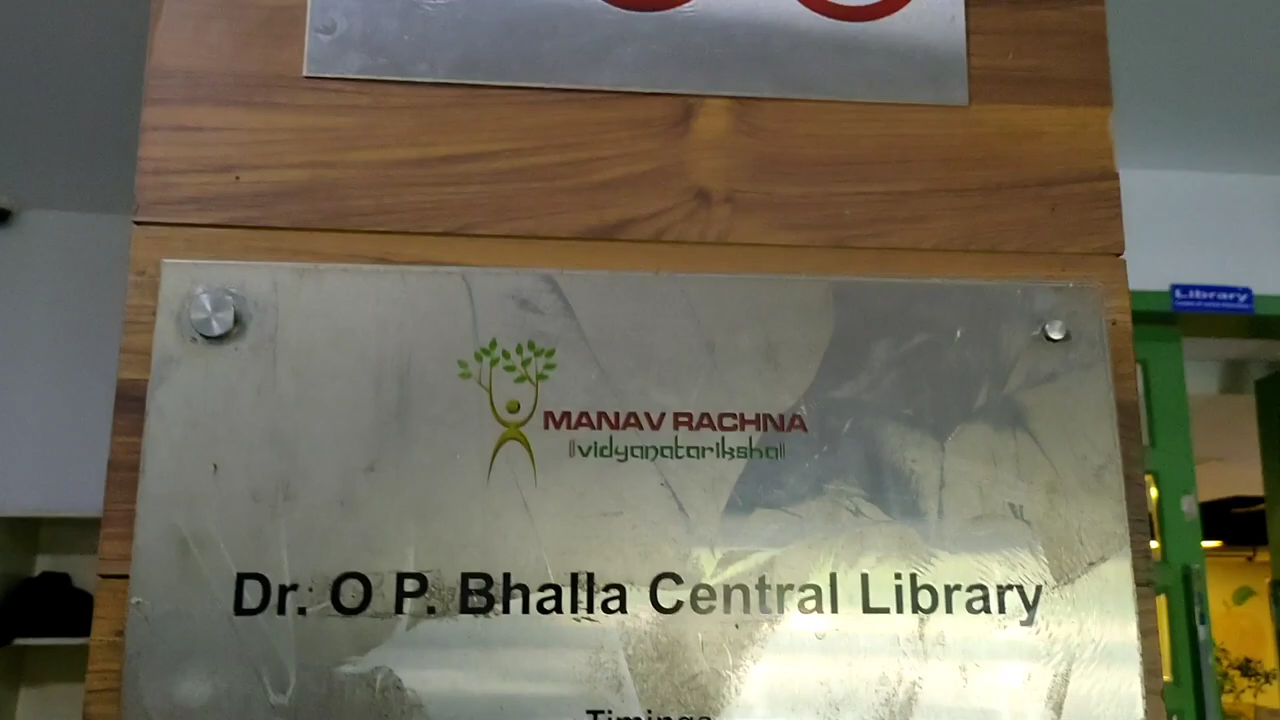 MANAV RACHNA
vidyanatariksha
Dr. O P. Bhalla Central Library
Timings
Library